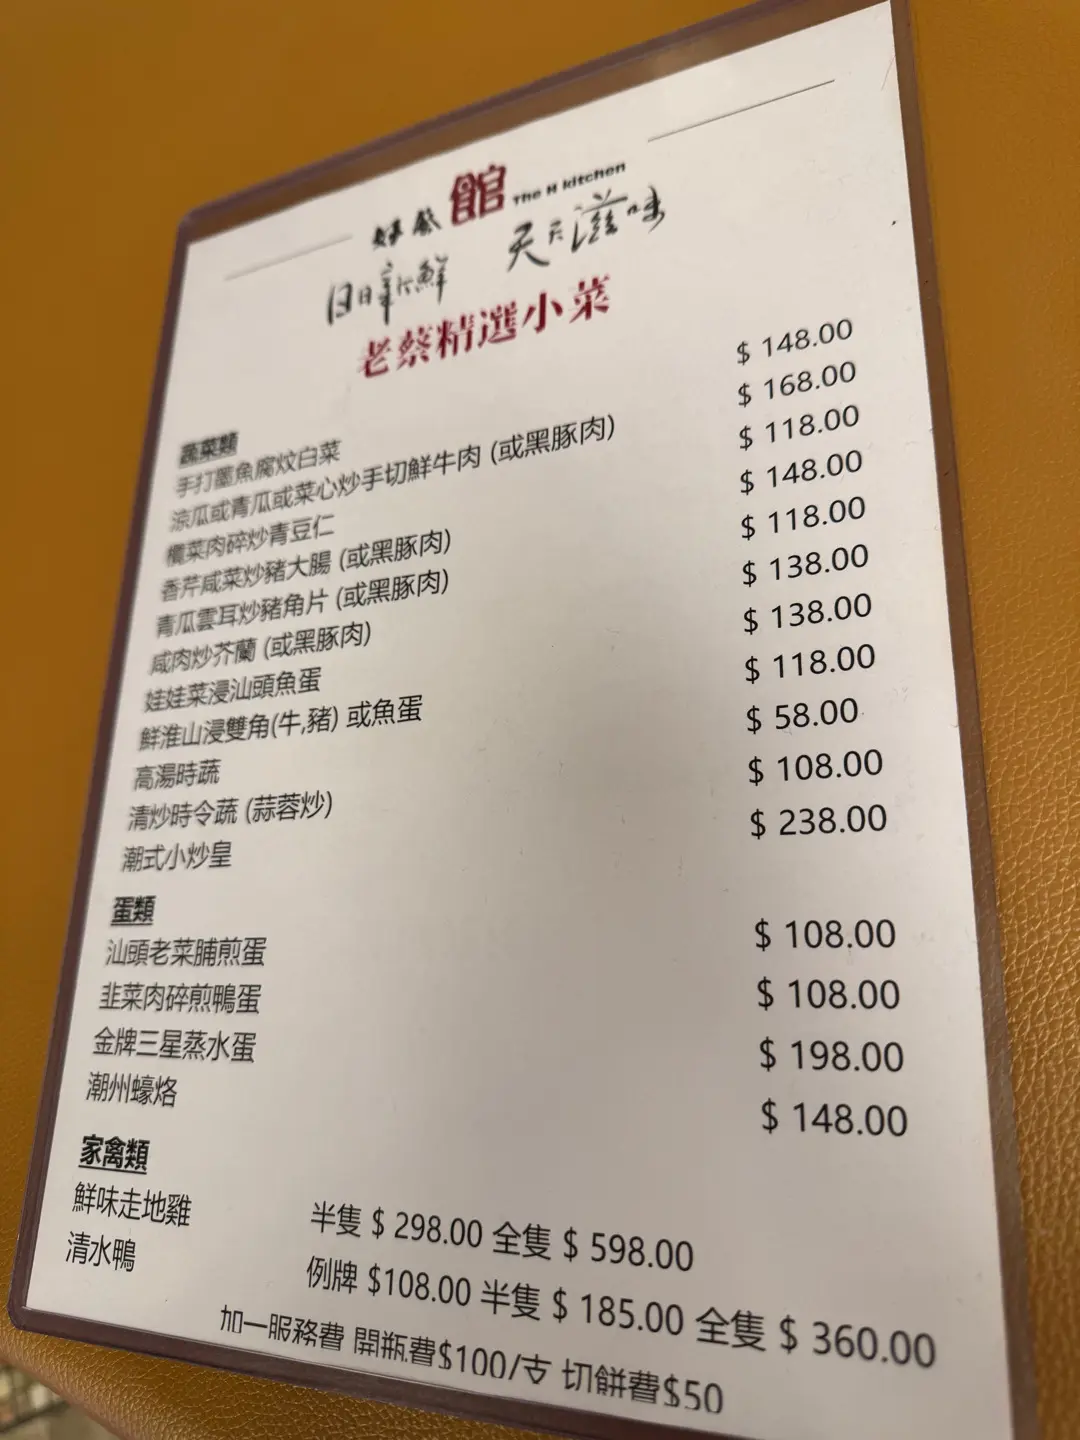 好蔡館 The H kitchen
日日新鮮 天天滋味
老蔡精選小菜
蔬菜類
手打墨魚腐炆白菜 $ 148.00
涼瓜或青瓜或菜心炒手切鮮牛肉 (或黑豚肉) $ 168.00
欖菜肉碎炒青豆仁 $ 118.00
香芹咸菜炒豬大腸 (或黑豚肉) $ 148.00
青瓜雲耳炒豬角片 (或黑豚肉) $ 118.00
咸肉炒芥蘭 (或黑豚肉) $ 138.00
娃娃菜浸汕頭魚蛋 $ 138.00
鮮淮山浸雙角(牛,豬) 或魚蛋 $ 118.00
高湯時蔬 $ 58.00
清炒時令蔬 (蒜蓉炒) $ 108.00
潮式小炒皇 $ 238.00
蛋類
汕頭老菜脯煎蛋 $ 108.00
韭菜肉碎煎鴨蛋 $ 108.00
金牌三星蒸水蛋 $ 198.00
潮州蠔烙 $ 148.00
家禽類
鮮味走地雞 半隻 $ 298.00 全隻 $ 598.00
清水鴨 例牌 $108.00 半隻 $ 185.00 全隻 $ 360.00
加一服務費 開瓶費$100/支 切餅費$50